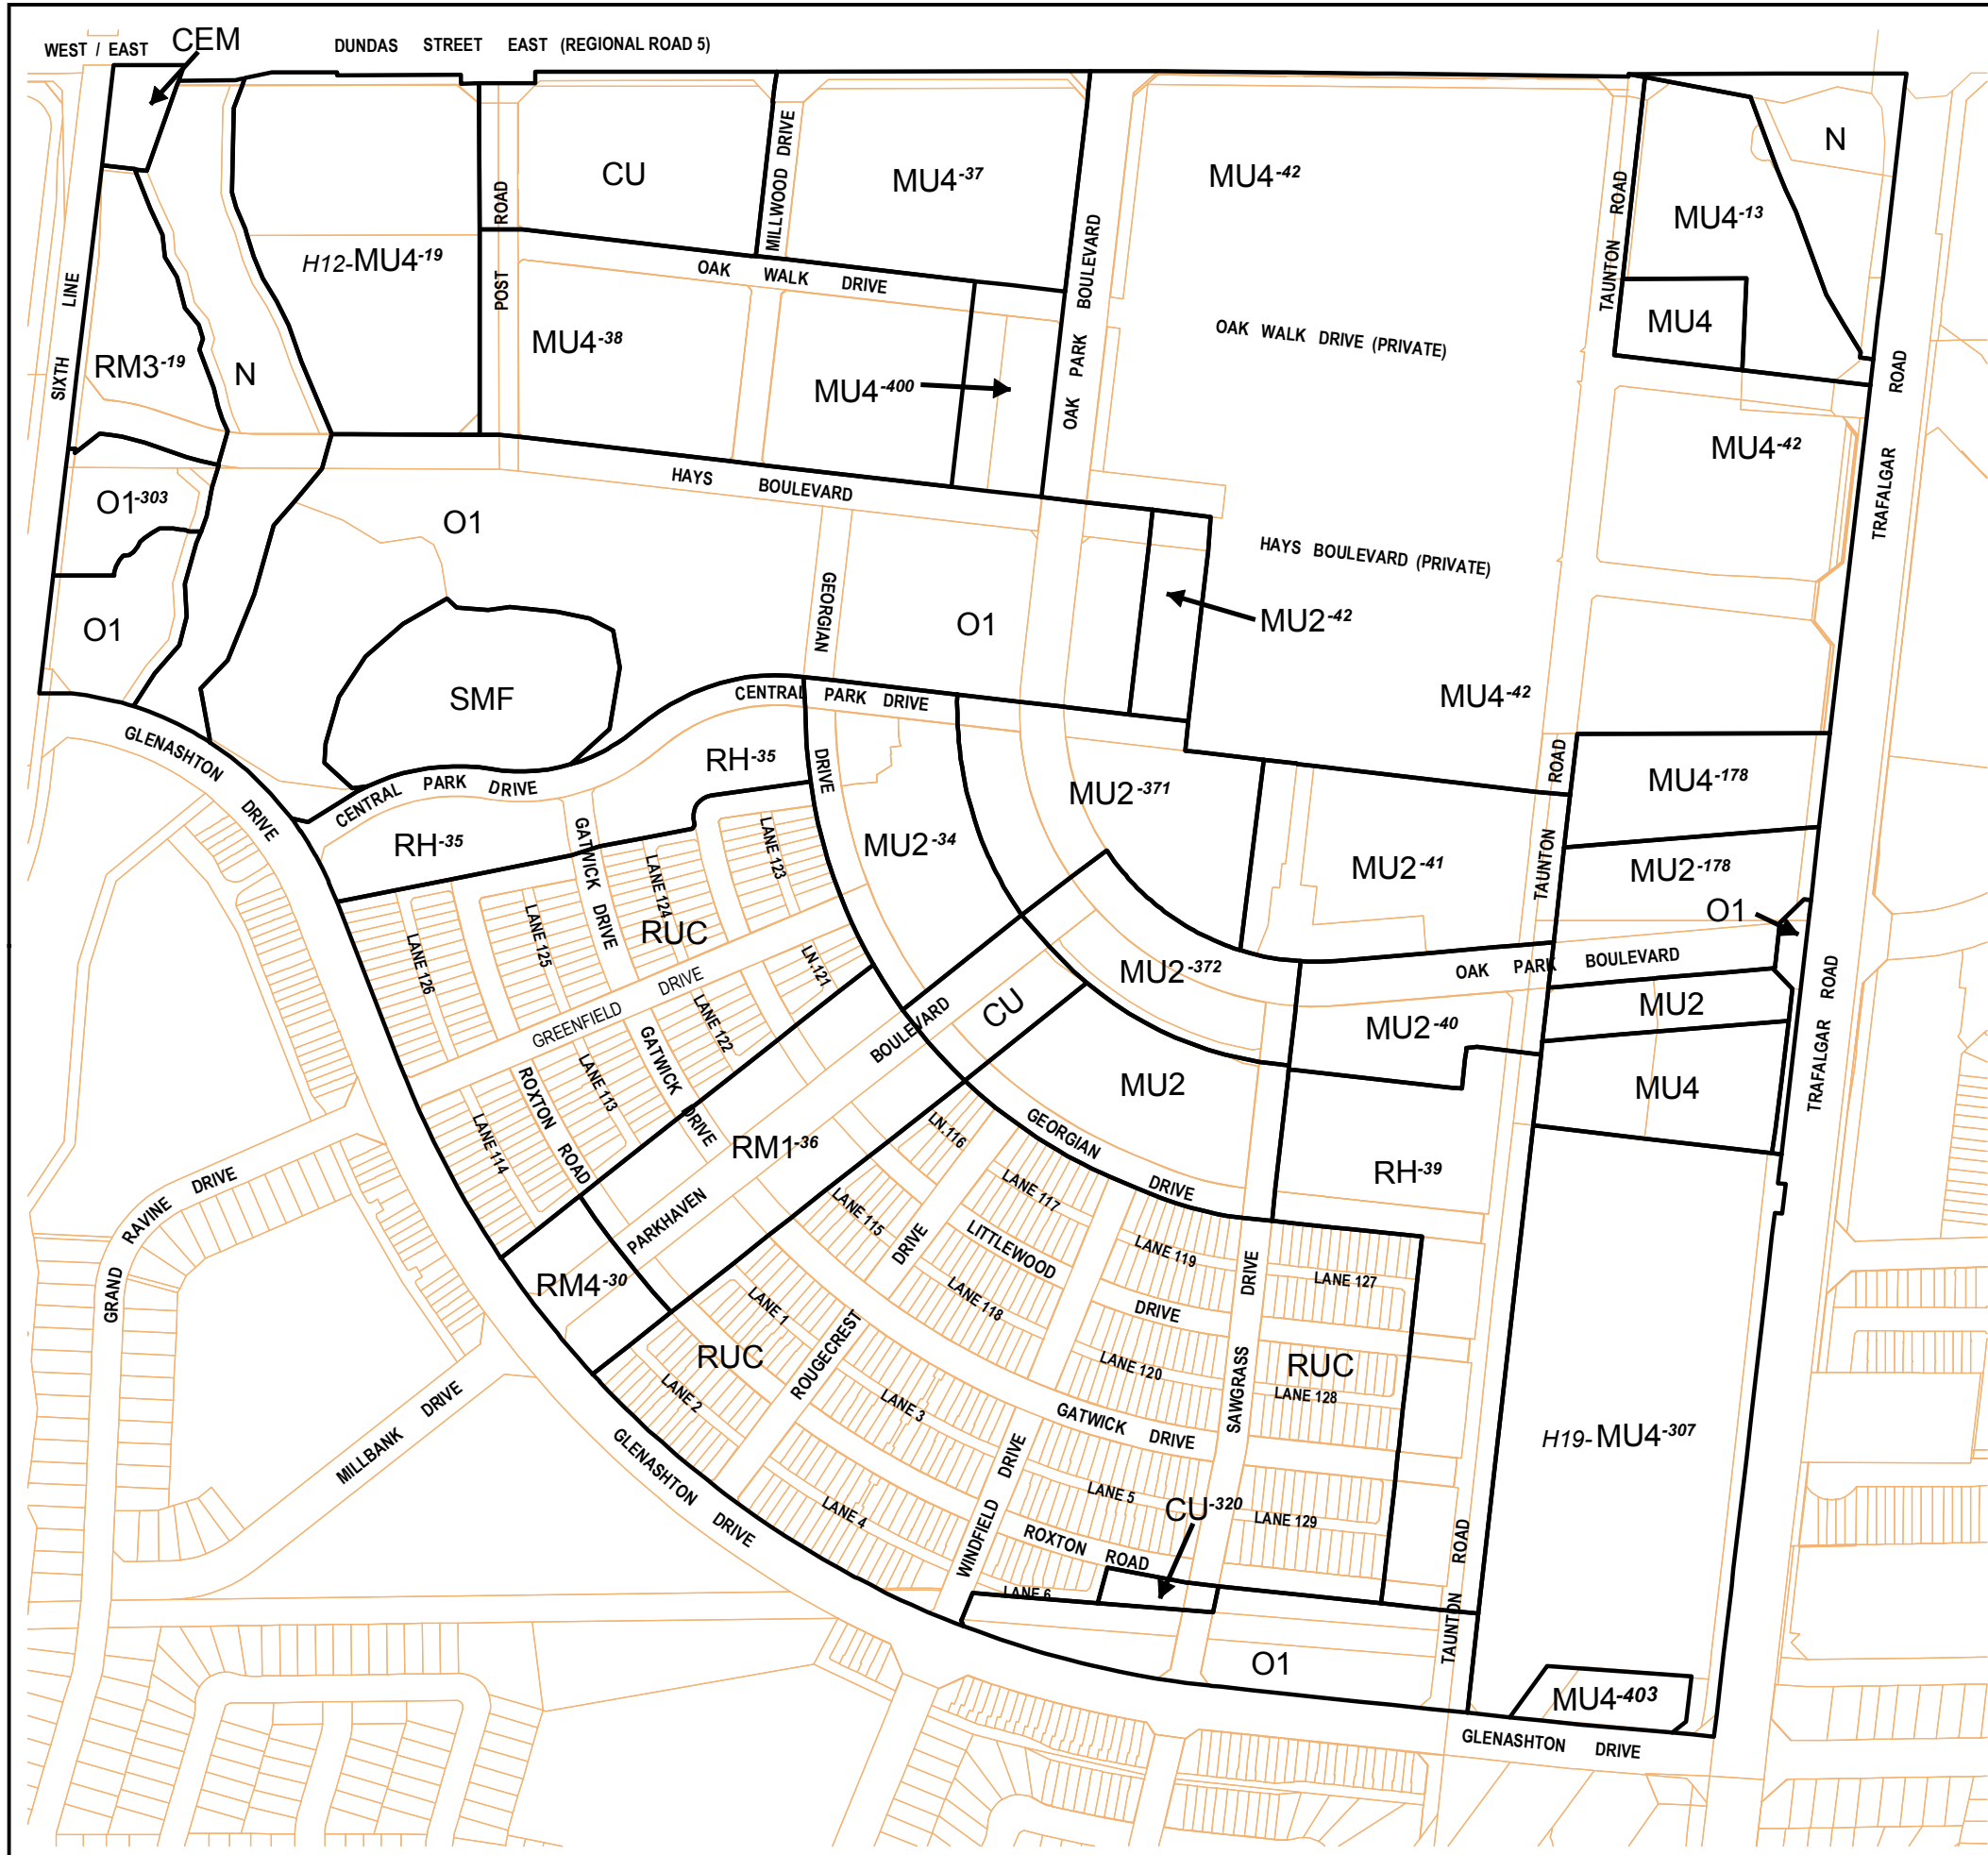 WEST / EAST
CEM
DUNDAS STREET EAST (REGIONAL ROAD 5)
SIXTH LINE
N
CU
MILLWOOD DRIVE
MU4-37
OAK PARK BOULEVARD
MU4-42
TAUNTON ROAD
MU4-13
N
H12-MU4-19
POST ROAD
OAK WALK DRIVE
MU4
RM3-19
MU4-38
MU4-400
OAK WALK DRIVE (PRIVATE)
TRAFALGAR ROAD
MU4-42
O1-303
O1
HAYS BOULEVARD
HAYS BOULEVARD (PRIVATE)
O1
GEORGIAN DRIVE
O1
MU2-42
SMF
CENTRAL PARK DRIVE
MU4-42
GLENASHTON DRIVE
CENTRAL PARK DRIVE
RH-35
MU2-371
TAUNTON ROAD
MU4-178
RH-35
GATWICK DRIVE
LANE 123
LANE 124
MU2-34
MU2-41
MU2-178
O1
LANE 126
LANE 125
RUC
LN.121
MU2-372
OAK PARK BOULEVARD
TRAFALGAR ROAD
GREENFIELD DRIVE
LANE 122
BOULEVARD
CU
MU2-40
MU2
LANE 114
ROXTON ROAD
LANE 113
GATWICK DRIVE
RM1-36
LN.116
MU2
MU4
GEORGIAN DRIVE
RH-39
GRAND RAVINE DRIVE
PARKHAVEN
LANE 115
DRIVE
LANE 117
LITTLEWOOD DRIVE
LANE 119
SAWGRASS DRIVE
LANE 127
RM4-30
LANE 1
LANE 118
RUC
ROUGECREST
LANE 120
RUC
LANE 128
LANE 2
LANE 3
GATWICK DRIVE
H19-MU4-307
MILLBANK DRIVE
GLENASHTON DRIVE
LANE 4
WINDFIELD DRIVE
LANE 5
CU-320
LANE 129
ROXTON ROAD
LANE 6
TAUNTON ROAD
O1
MU4-403
GLENASHTON DRIVE